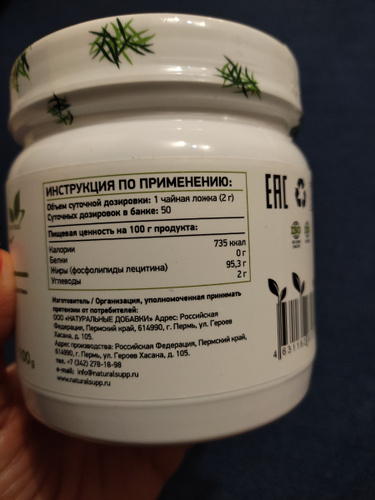 ИНСТРУКЦИЯ ПО ПРИМЕНЕНИЮ:
Объем суточной дозировки: 1 чайная ложка (2 г)
Суточных дозировок в банке: 50
Пищевая ценность на 100 г продукта:
Калории 735 ккал
Белки 0 г
Жиры (фосфолипиды лецитина) 95,3 г
Углеводы 2 г
Изготовитель / Организация, уполномоченная принимать
претензии от потребителей:
ООО «НАТУРАЛЬНЫЕ ДОБАВКИ» Адрес: Российская
Федерация, Пермский край, 614990, г. Пермь, ул. Героев
Хасана, д. 105.
Адрес производства: Российская Федерация, Пермский край,
614990, г. Пермь, ул. Героев Хасана, д. 105.
тел. +7 (342) 278-18-98
e-mail: info@naturalsupp.ru
www.naturalsupp.ru
EAC
ISO